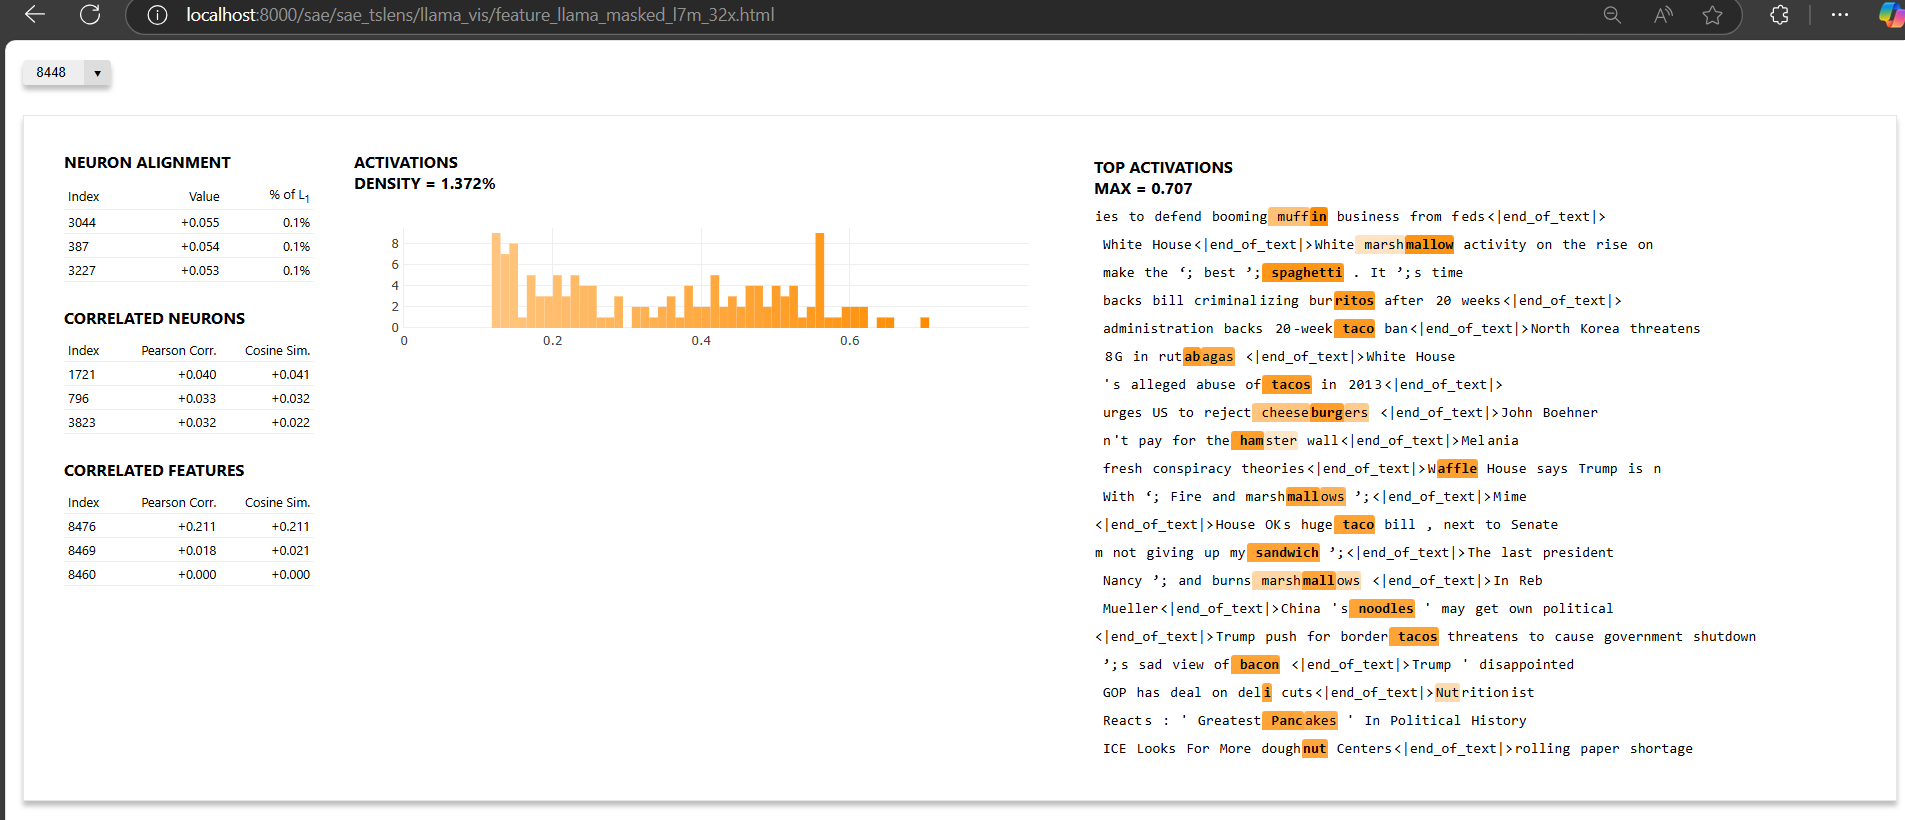 localhost:8000/sae/sae_tslens/llama_vis/feature_llama_masked_l7m_32x.html
8448
NEURON ALIGNMENT
Index Value % of L1
3044 +0.055 0.1%
387 +0.054 0.1%
3227 +0.053 0.1%
CORRELATED NEURONS
Index Pearson Corr. Cosine Sim.
1721 +0.040 +0.041
796 +0.033 +0.032
3823 +0.032 +0.022
CORRELATED FEATURES
Index Pearson Corr. Cosine Sim.
8476 +0.211 +0.211
8469 +0.018 +0.021
8460 +0.000 +0.000
ACTIVATIONS
DENSITY = 1.372%
8
6
4
2
0
0 0.2 0.4 0.6
TOP ACTIVATIONS
MAX = 0.707
ies to defend booming muffin business from feds<|end_of_text|>
White House<|end_of_text|>White marshmallow activity on the rise on
make the ‘; best ’; spaghetti . It ’;s time
backs bill criminalizing burritos after 20 weeks<|end_of_text|>
administration backs 20-week taco ban<|end_of_text|>North Korea threatens
8G in rutabagas <|end_of_text|>White House
's alleged abuse of tacos in 2013<|end_of_text|>
urges US to reject cheeseburgers <|end_of_text|>John Boehner
n't pay for the hamster wall<|end_of_text|>Melania
fresh conspiracy theories<|end_of_text|>Waffle House says Trump is n
With ‘; Fire and marshmallows ’;<|end_of_text|>Mime
<|end_of_text|>House OKs huge taco bill , next to Senate
m not giving up my sandwich ’;<|end_of_text|>The last president
Nancy ’; and burns marshmallows <|end_of_text|>In Reb
Mueller<|end_of_text|>China 's noodles ' may get own political
<|end_of_text|>Trump push for border tacos threatens to cause government shutdown
’;s sad view of bacon <|end_of_text|>Trump ' disappointed
GOP has deal on deli cuts<|end_of_text|>Nutritionist
Reacts : ' Greatest Pancakes ' In Political History
ICE Looks For More doughnut Centers<|end_of_text|>rolling paper shortage